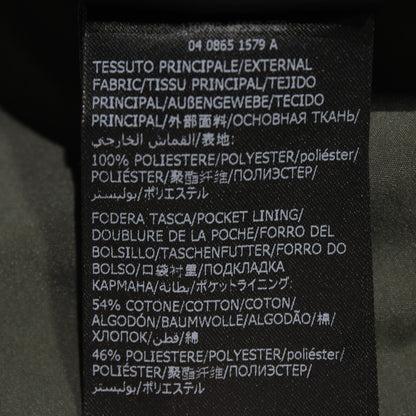 04 0865 1579 A
TESSUTO PRINCIPALE/EXTERNAL
FABRIC/TISSU PRINCIPAL/TEJIDO
PRINCIPAL/AUßENGEWEBE/TECIDO
PRINCIPAL/外部面料/ОСНОВНАЯ ТКАНЬ/
القماش الخارجي/表地:
100% POLIESTERE/POLYESTER/poliéster/
POLIÉSTER/聚酯纤维/ПОЛИЭСТЕР/
بوليستر/ポリエステル
FODERA TASCA/POCKET LINING/
DOUBLURE DE LA POCHE/FORRO DEL
BOLSILLO/TASCHENFUTTER/FORRO DO
BOLSO/口袋衬里/ПОДКЛАДКА
КАРМАНА/بطانة/ポケットライニング:
54% COTONE/COTTON/COTON/
ALGODÓN/BAUMWOLLE/ALGODÃO/棉/
ХЛОПОК/قطن/綿
46% POLIESTERE/POLYESTER/poliéster/
POLIÉSTER/聚酯纤维/ПОЛИЭСТЕР/
بوليستر/ポリエステル